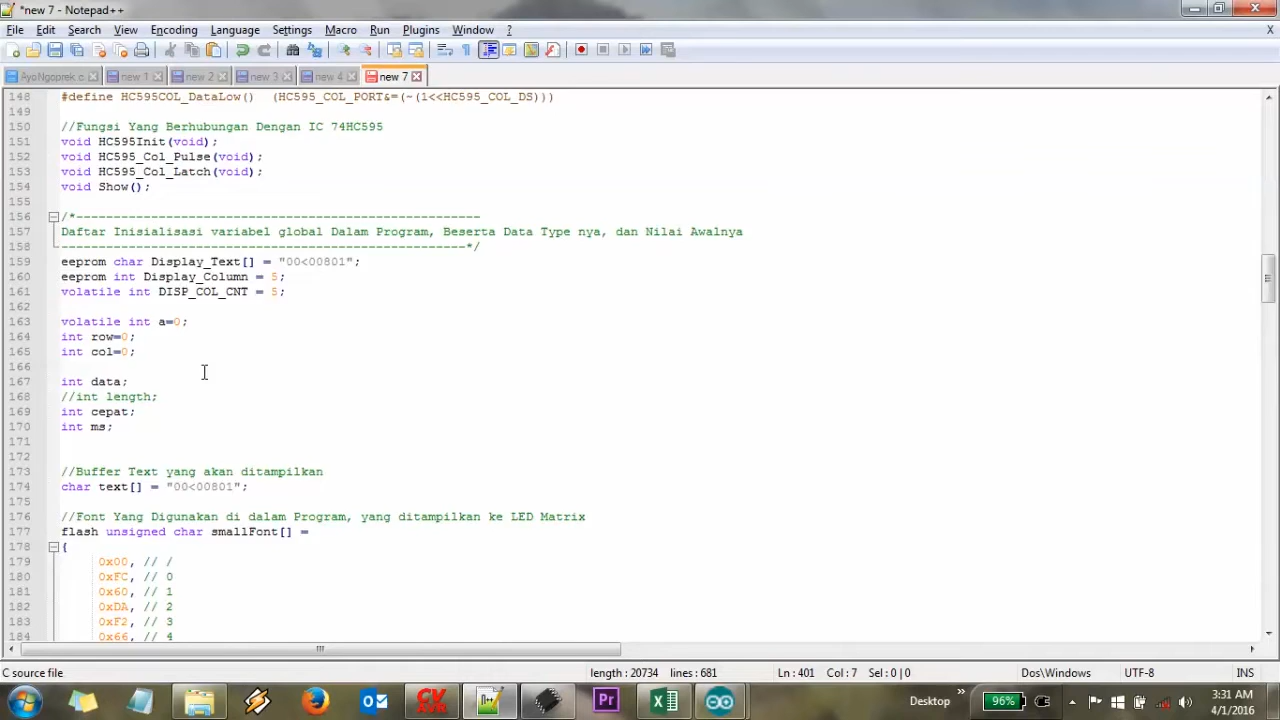 *new 7 - Notepad++
File Edit Search View Encoding Language Settings Macro Run Plugins Window ? X
AyoNgoprek c new 1 new 2 new 3 new 4 new 7
148 #define HC595COL_DataLow() (HC595_COL_PORT&=(~(1<<HC595_COL_DS)))
149
150 //Fungsi Yang Berhubungan Dengan IC 74HC595
151 void HC595Init(void);
152 void HC595_Col_Pulse(void);
153 void HC595_Col_Latch(void);
154 void Show();
155
156 /*------------------------------------------------------
157 Daftar Inisialisasi variabel global Dalam Program, Beserta Data Type nya, dan Nilai Awalnya
158 ------------------------------------------------------*/
159 eeprom char Display_Text[] = "00<00801";
160 eeprom int Display_Column = 5;
161 volatile int DISP_COL_CNT = 5;
162
163 volatile int a=0;
164 int row=0;
165 int col=0;
166
167 int data;
168 //int length;
169 int cepat;
170 int ms;
171
172
173 //Buffer Text yang akan ditampilkan
174 char text[] = "00<00801";
175
176 //Font Yang Digunakan di dalam Program, yang ditampilkan ke LED Matrix
177 flash unsigned char smallFont[] =
178 {
179 0x00, // /
180 0xFC, // 0
181 0x60, // 1
182 0xDA, // 2
183 0xF2, // 3
184 0x66, // 4
C source file length : 20734 lines : 681 Ln : 401 Col : 7 Sel : 0 | 0 Dos\Windows UTF-8 INS
CV AVR Pr Desktop » 96% 3:31 AM
4/1/2016